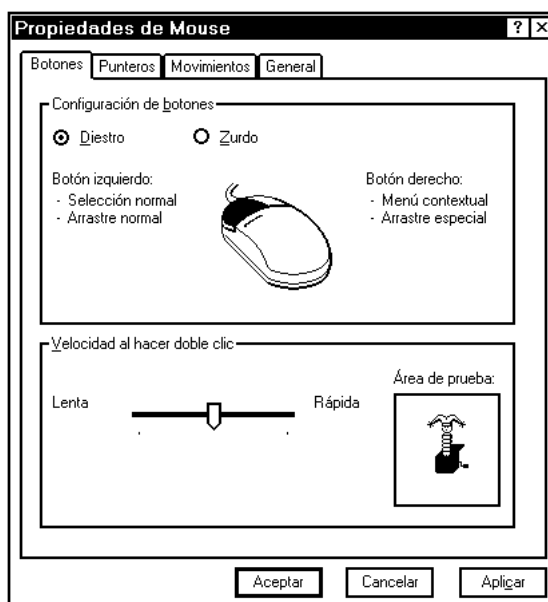 Propiedades de Mouse ? ×
Botones Punteros Movimientos General
Configuración de botones
Diestro Zurdo
Botón izquierdo: Botón derecho:
- Selección normal - Menú contextual
- Arrastre normal - Arrastre especial
Velocidad al hacer doble clic
Área de prueba:
Lenta Rápida
Aceptar Cancelar Aplicar